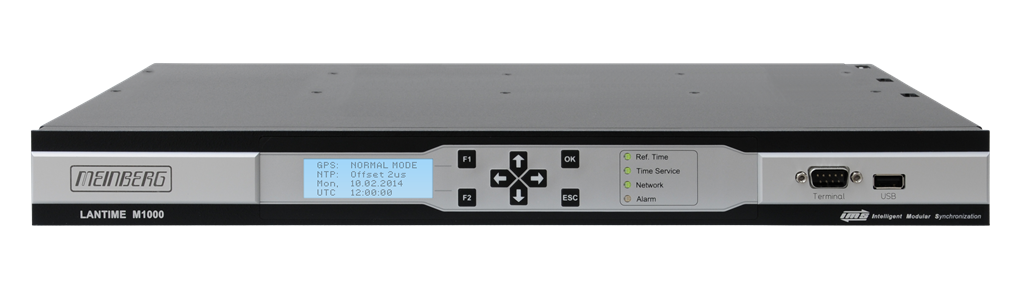 MEINBERG
LANTIME M1000
GPS: NORMAL MODE
NTP: Offset 2us
Mon, 10.02.2014
UTC 12:00:00
F1
F2
OK
ESC
Ref. Time
Time Service
Network
Alarm
Terminal
USB
IMS Intelligent Modular Synchronization